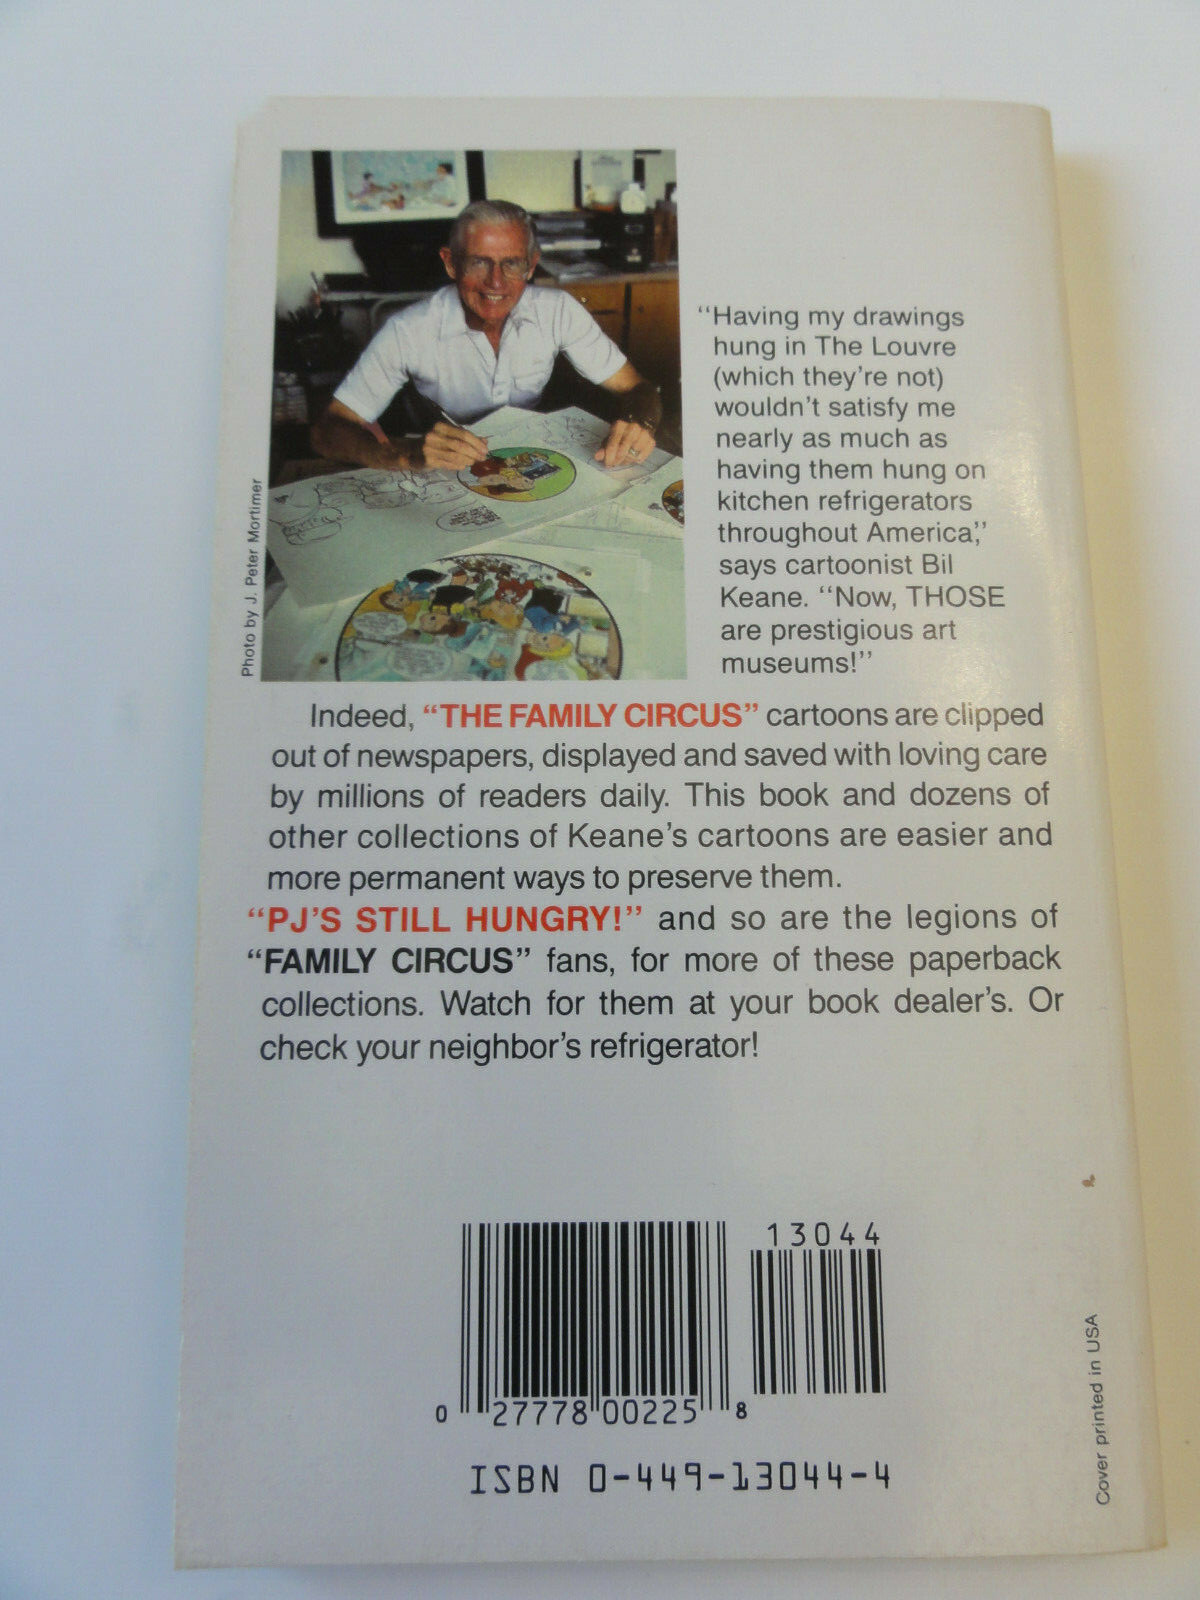 "Having my drawings
hung in The Louvre
(which they're not)
wouldn't satisfy me
nearly as much as
having them hung on
kitchen refrigerators
throughout America,"
says cartoonist Bil
Keane. "Now, THOSE
are prestigious art
museums!"
Photo by J. Peter Mortimer
Indeed, "THE FAMILY CIRCUS" cartoons are clipped
out of newspapers, displayed and saved with loving care
by millions of readers daily. This book and dozens of
other collections of Keane's cartoons are easier and
more permanent ways to preserve them.
"PJ'S STILL HUNGRY!" and so are the legions of
"FAMILY CIRCUS" fans, for more of these paperback
collections. Watch for them at your book dealer's. Or
check your neighbor's refrigerator!
13044
0 27778 00225 8
ISBN 0-449-13044-4
Cover printed in USA